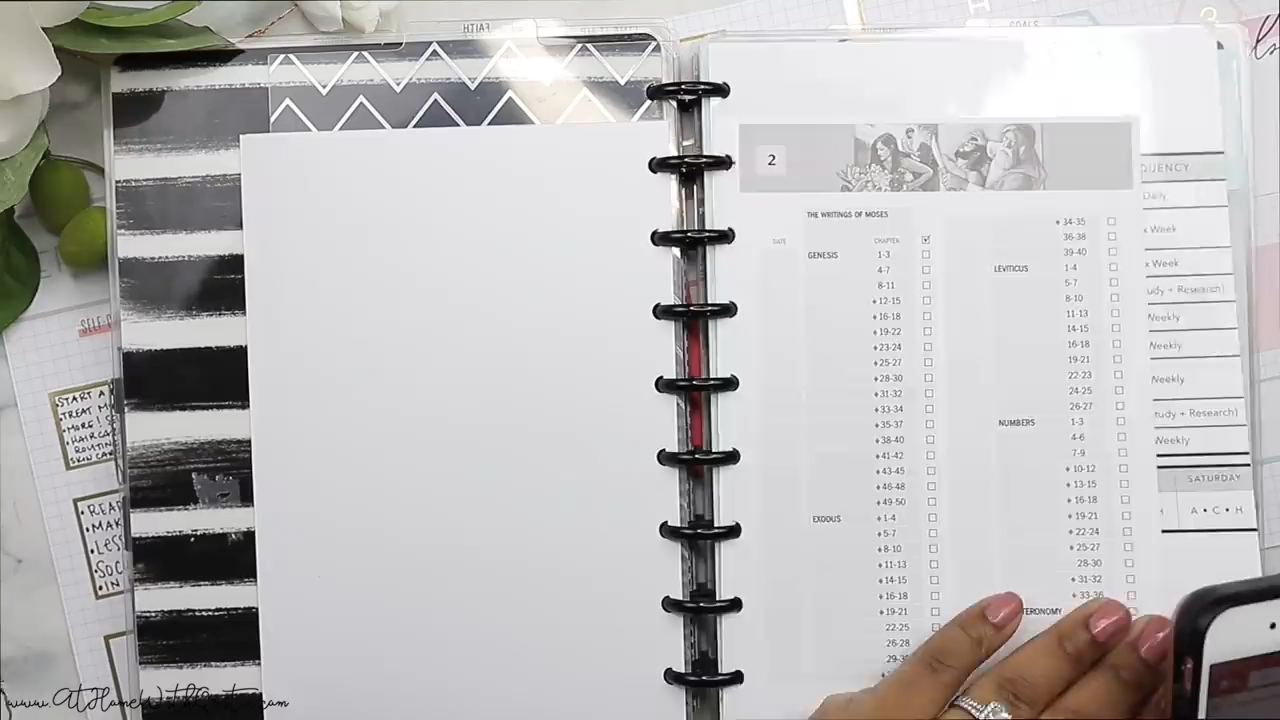 FAITH
GOALS
3
2
THE WRITINGS OF MOSES
DATE CHAPTER
GENESIS 1-3
4-7
8-11
+12-15
+16-18
+19-22
+23-24
+25-27
+28-30
+31-32
+33-34
+35-37
+38-40
+41-42
+43-45
+46-48
+49-50
EXODUS +1-4
+5-7
+8-10
+11-13
+14-15
+16-18
+19-21
22-25
26-28
+34-35
36-38
39-40
LEVITICUS 1-4
5-7
8-10
11-13
14-15
16-18
19-21
22-23
24-25
26-27
NUMBERS 1-3
4-6
7-9
+10-12
+13-15
+16-18
+19-21
+22-24
+25-27
28-30
+31-32
+33-36
TERONOMY
QUENCY
Daily
x Week
x Week
udy + Research)
Weekly
Weekly
Weekly
tudy + Research)
Weekly
SATURDAY
H A • C • H
SELF-C
START A
TREAT M
• MORE
• HAIRCA
ROUTIN
SKIN CARE
• READ
• MAK
• LESS
• SOC
• IN